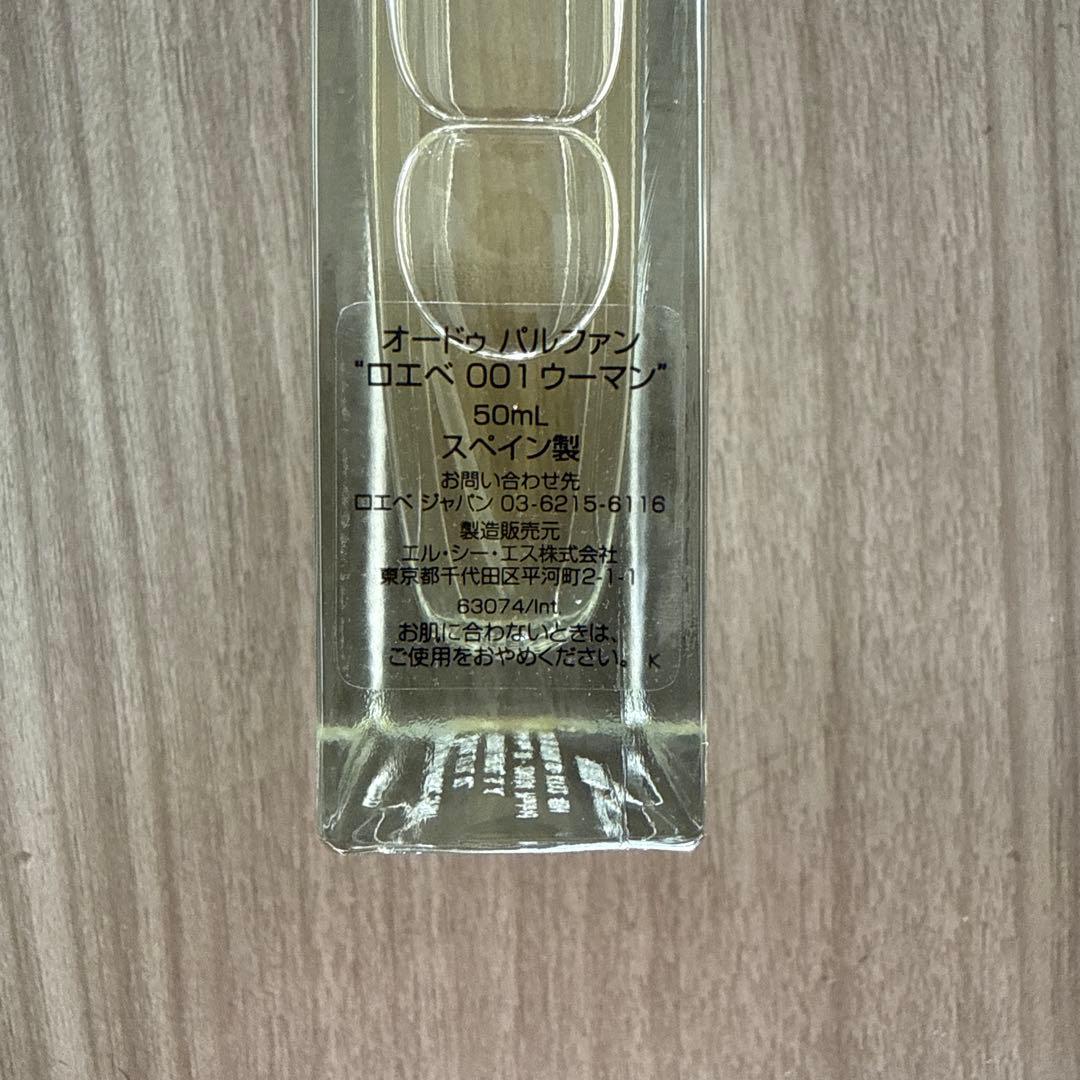 オードゥ パルファン
"ロエベ 001 ウーマン"
50mL
スペイン製
お問い合わせ先
ロエベ ジャパン 03-6215-6116
製造販売元
エル・シー・エス株式会社
東京都千代田区平河町2-1-1
63074/Int.
お肌に合わないときは、
ご使用をおやめください。 K